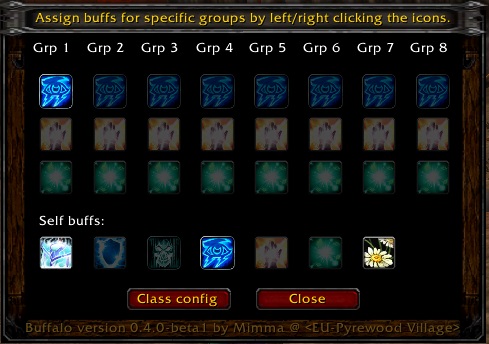 Assign buffs for specific groups by left/right clicking the icons.
Grp 1 Grp 2 Grp 3 Grp 4 Grp 5 Grp 6 Grp 7 Grp 8
Self buffs:
Class config Close
Buffalo version 0.4.0-beta1 by Mimma @ <EU-Pyrewood Village>